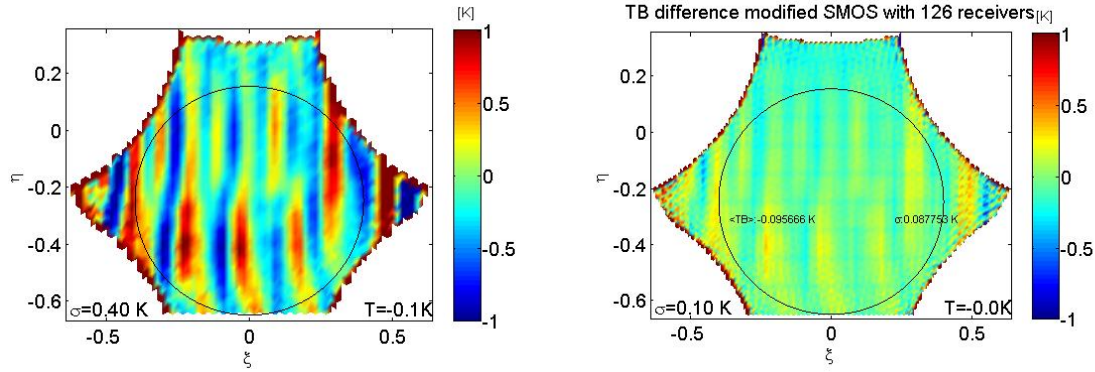 [K]
1
0.5
0
-0.5
-1
0.2
0
-0.2
-0.4
-0.6
η
σ=0.40 K
T=-0.1K
-0.5
0
0.5
ξ
TB difference modified SMOS with 126 receivers
[K]
1
0.5
0
-0.5
-1
0.2
0
-0.2
-0.4
-0.6
η
<TB>:-0.095666 K
σ:0.087753 K
σ=0.10 K
T=-0.0K
-0.5
0
0.5
ξ